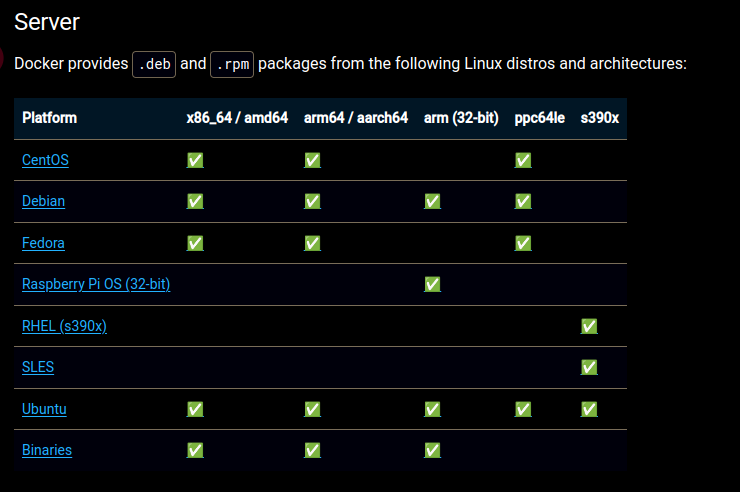 Server
Docker provides .deb and .rpm packages from the following Linux distros and architectures:
Platform x86_64 / amd64 arm64 / aarch64 arm (32-bit) ppc64le s390x
CentOS ✅ ✅ ✅
Debian ✅ ✅ ✅ ✅
Fedora ✅ ✅ ✅
Raspberry Pi OS (32-bit) ✅
RHEL (s390x) ✅
SLES ✅
Ubuntu ✅ ✅ ✅ ✅ ✅
Binaries ✅ ✅ ✅